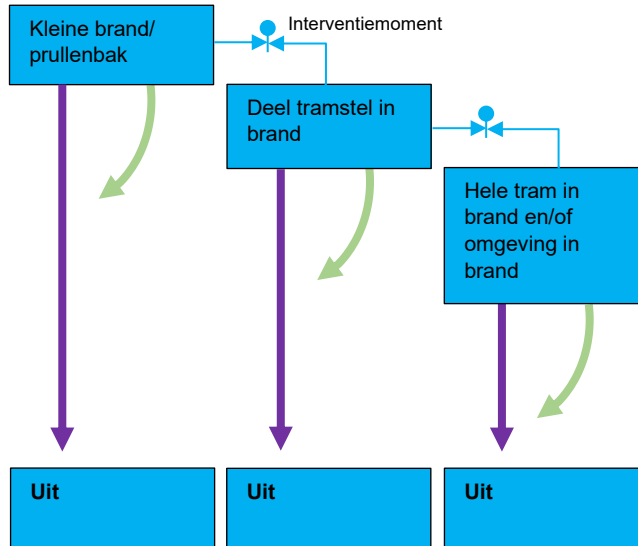 Kleine brand/
prullenbak
Interventiemoment
Deel tramstel in
brand
Hele tram in
brand en/of
omgeving in
brand
Uit
Uit
Uit